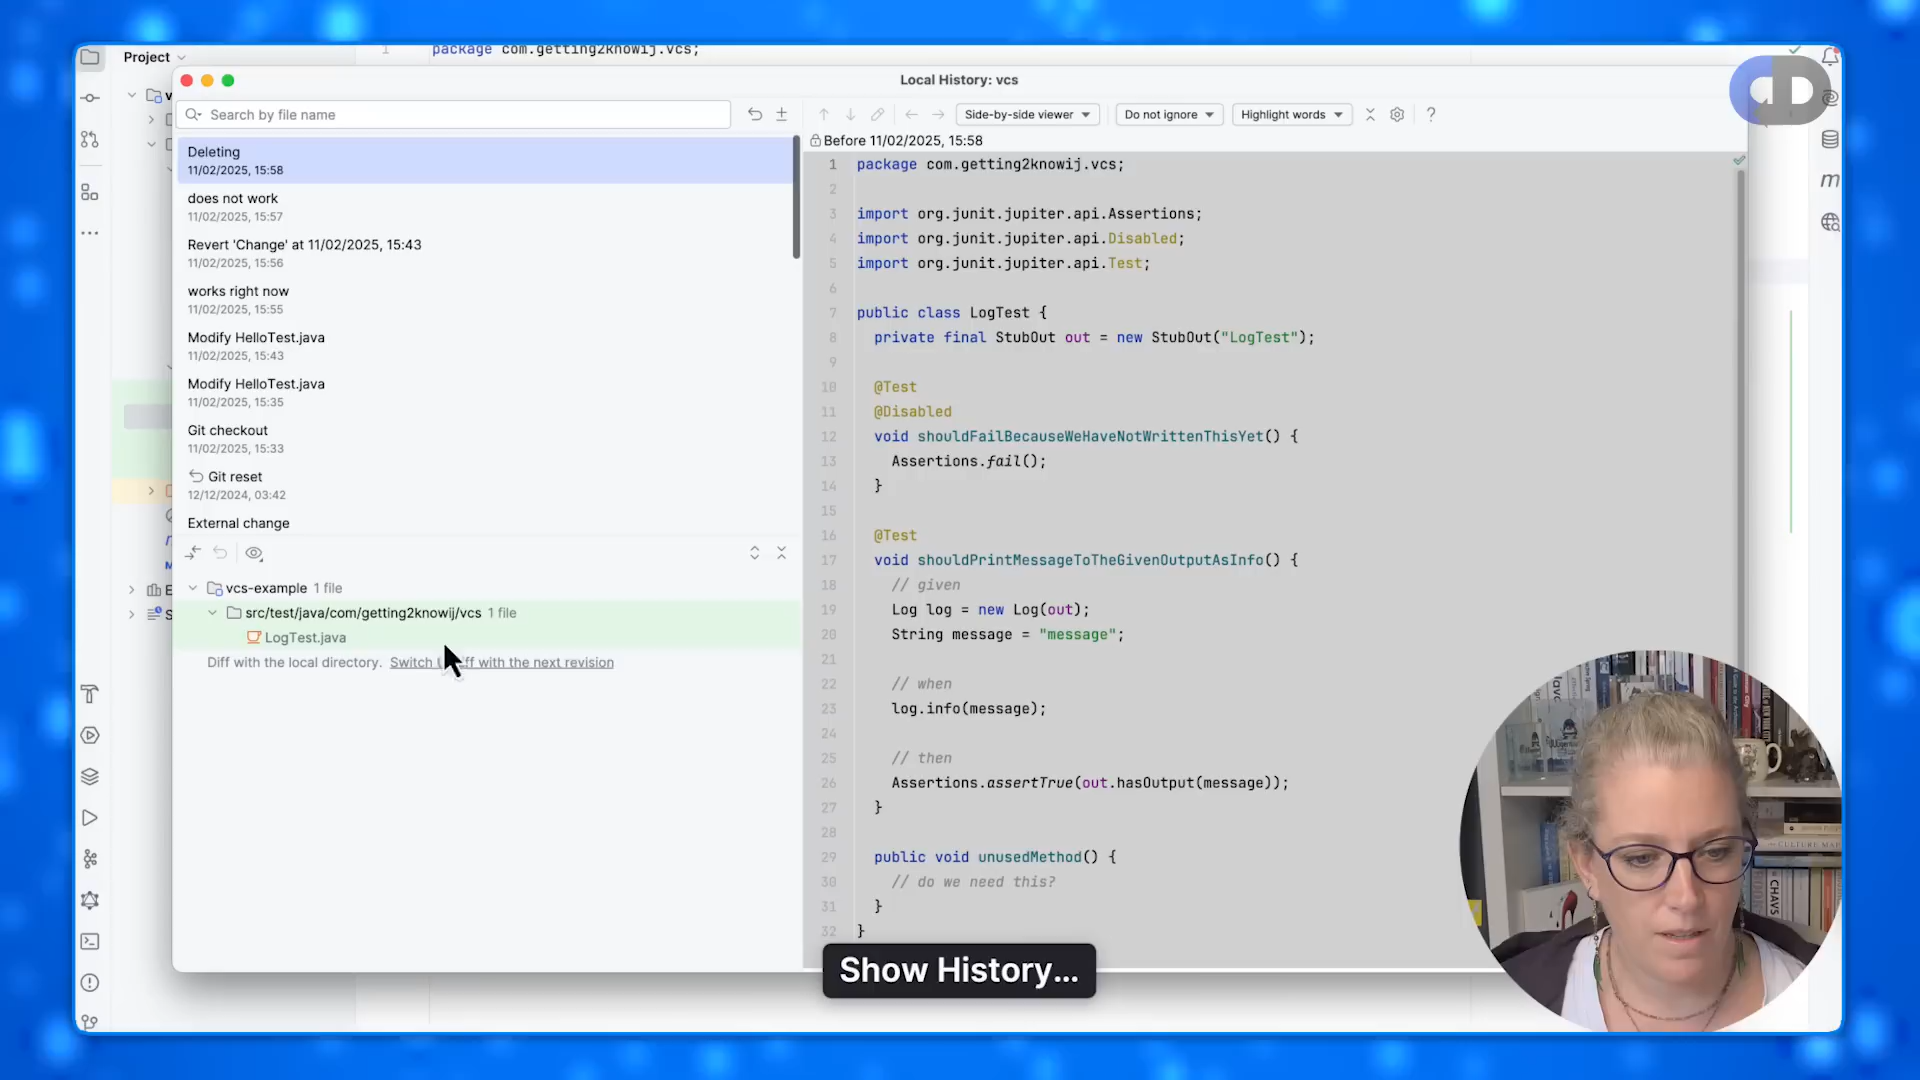 Project
1 package com.getting2knowij.vcs;
Local History: vcs
Search by file name
Side-by-side viewer
Do not ignore
Highlight words
?
Deleting
11/02/2025, 15:58
does not work
11/02/2025, 15:57
Revert 'Change' at 11/02/2025, 15:43
11/02/2025, 15:56
works right now
11/02/2025, 15:55
Modify HelloTest.java
11/02/2025, 15:43
Modify HelloTest.java
11/02/2025, 15:35
Git checkout
11/02/2025, 15:33
Git reset
12/12/2024, 03:42
External change
vcs-example 1 file
src/test/java/com/getting2knowij/vcs 1 file
LogTest.java
Diff with the local directory. Switch with the next revision
Before 11/02/2025, 15:58
1 package com.getting2knowij.vcs;
2
3 import org.junit.jupiter.api.Assertions;
4 import org.junit.jupiter.api.Disabled;
5 import org.junit.jupiter.api.Test;
6
7 public class LogTest {
8 private final StubOut out = new StubOut("LogTest");
9
10 @Test
11 @Disabled
12 void shouldFailBecauseWeHaveNotWrittenThisYet() {
13 Assertions.fail();
14 }
15
16 @Test
17 void shouldPrintMessageToTheGivenOutputAsInfo() {
18 // given
19 Log log = new Log(out);
20 String message = "message";
21
22 // when
23 log.info(message);
24
25 // then
26 Assertions.assertTrue(out.hasOutput(message));
27 }
28
29 public void unusedMethod() {
30 // do we need this?
31 }
32 }
Show History...
m
CULTURE MAP
CHAVS